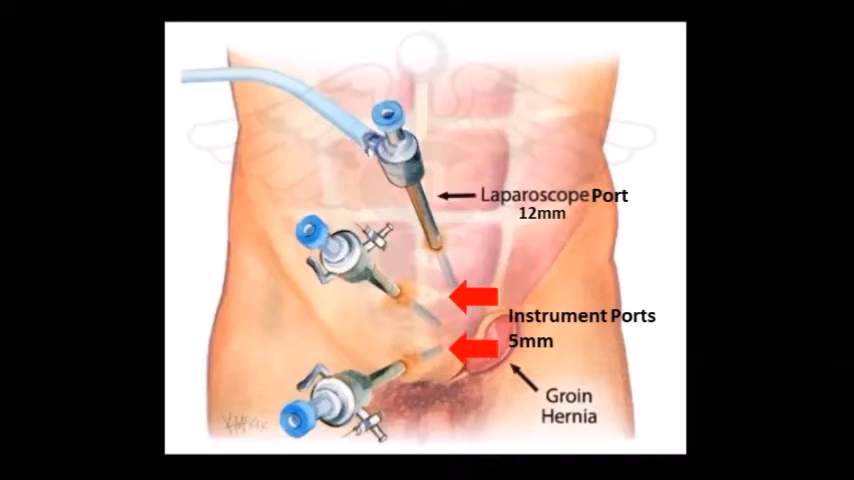 Laparoscope Port
12mm
Instrument Ports
5mm
Groin
Hernia